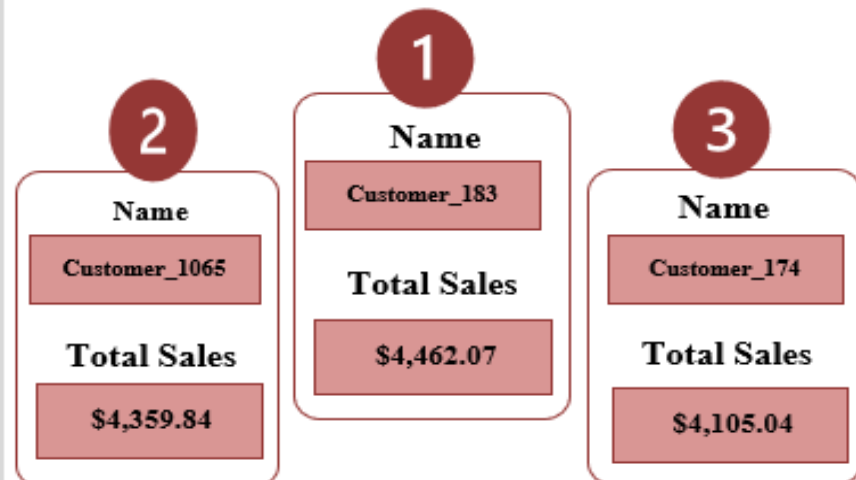 1
Name
Customer_183
Total Sales
$4,462.07
2
Name
Customer_1065
Total Sales
$4,359.84
3
Name
Customer_174
Total Sales
$4,105.04